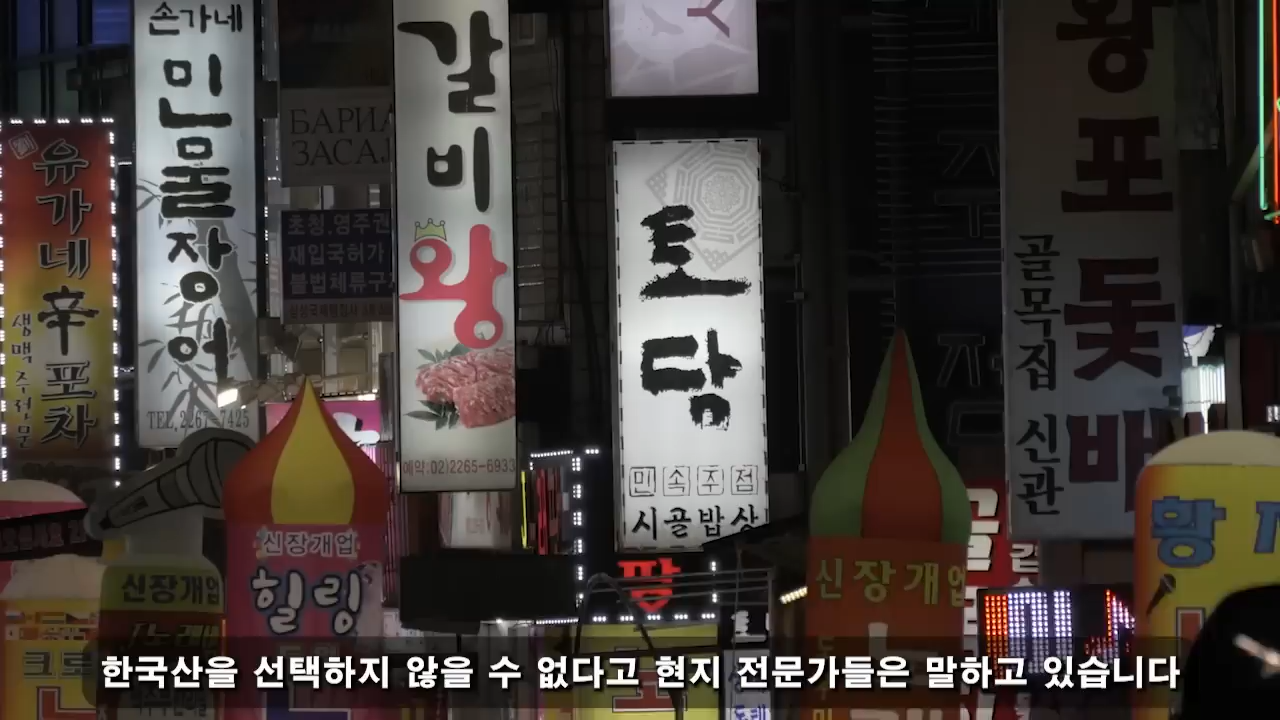 손가네
민물장어
TEL.2267-7425
유가네 辛 포차
생맥주전문
БАРИА
ЗАСАЛ
초청.영주권
재입국허가
불법체류구
갈비왕
예약:02)2265-6933
토담
민속주점
시골밥상
왕포돛배
골목집 신관
신장개업
힐링
신장개업
신장개업
황
한국산을 선택하지 않을 수 없다고 현지 전문가들은 말하고 있습니다